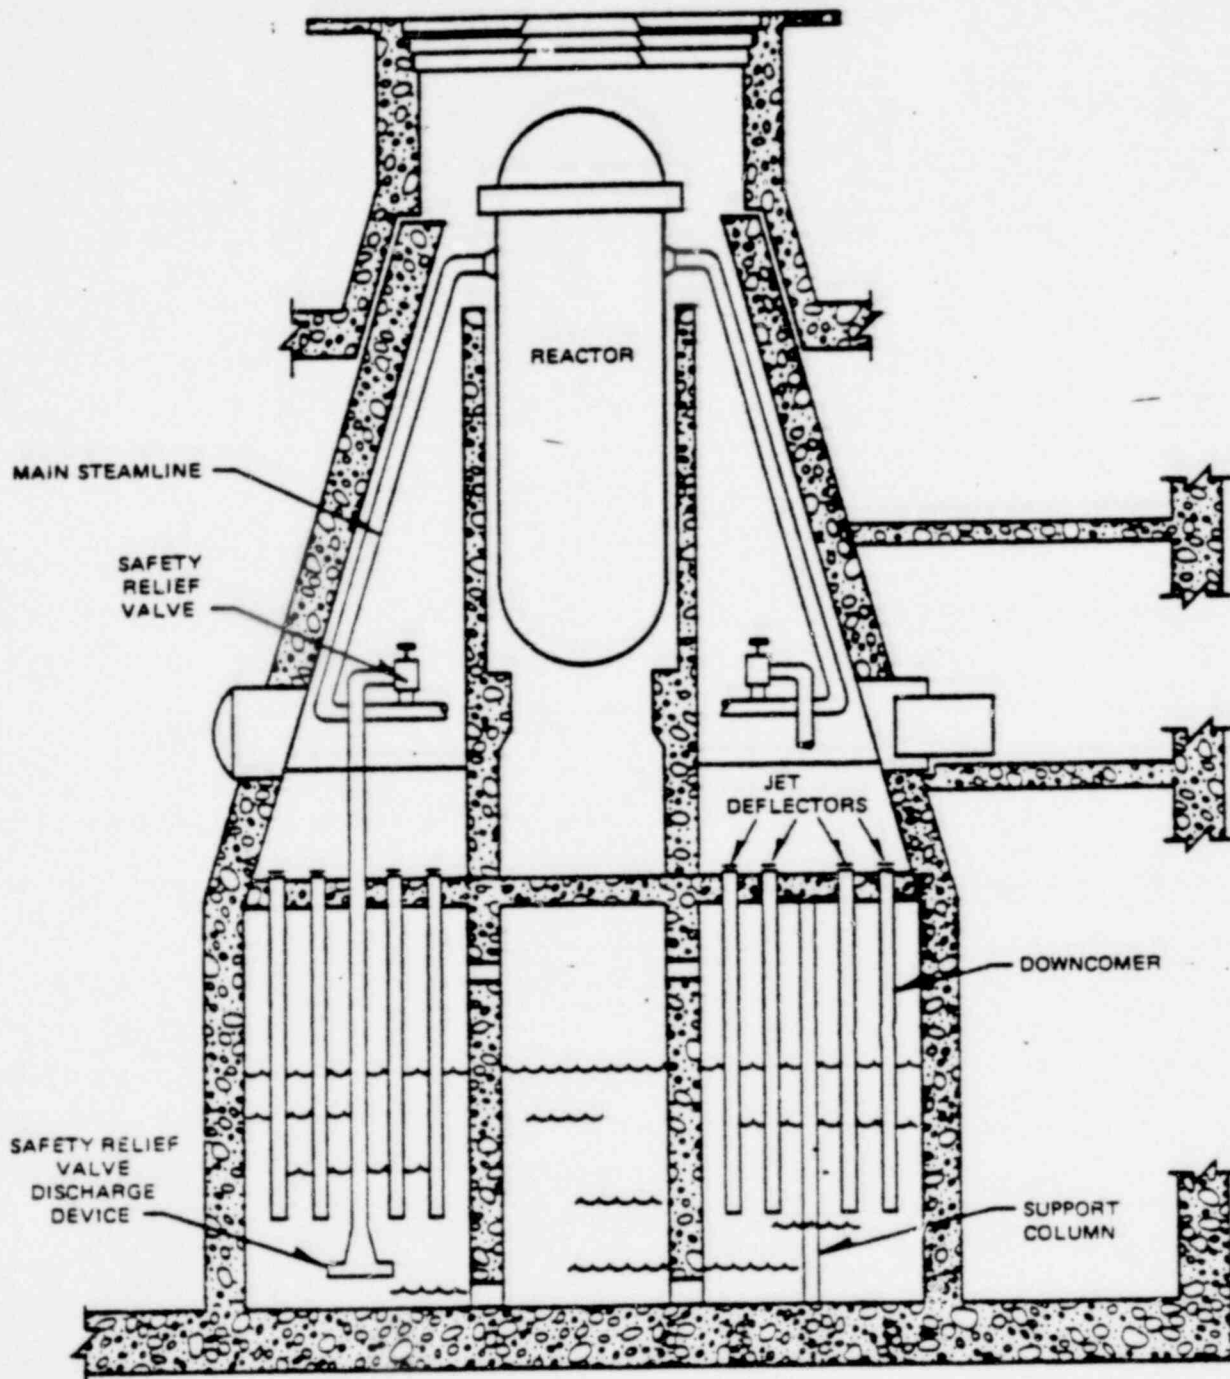 REACTOR
MAIN STEAMLINE
SAFETY
RELIEF
VALVE
JET
DEFLECTORS
DOWNCOMER
SAFETY RELIEF
VALVE
DISCHARGE
DEVICE
SUPPORT
COLUMN